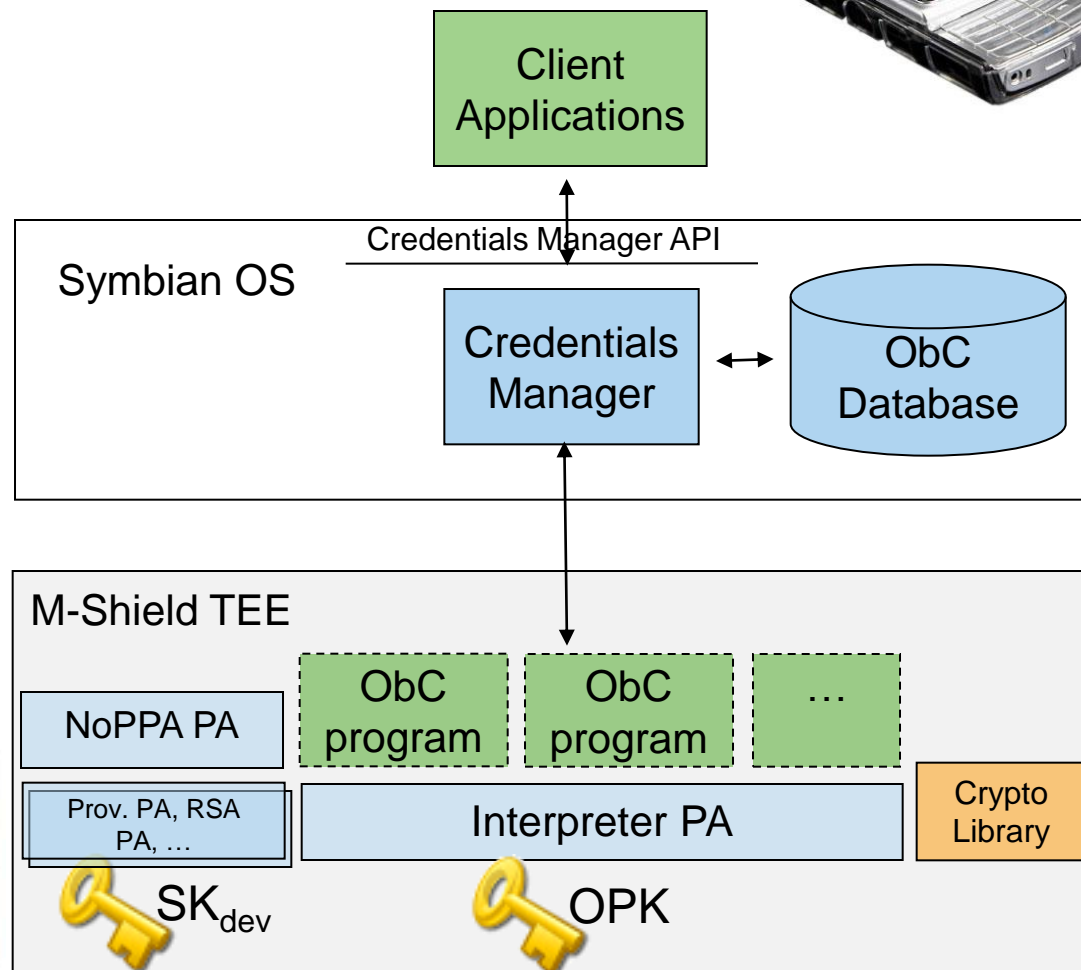 Client
Applications
Credentials Manager API
Symbian OS
Credentials
Manager
ObC
Database
M-Shield TEE
ObC
program
ObC
program
…
NoPPA PA
Prov. PA, RSA
PA, …
Interpreter PA
Crypto
Library
SKdev
OPK